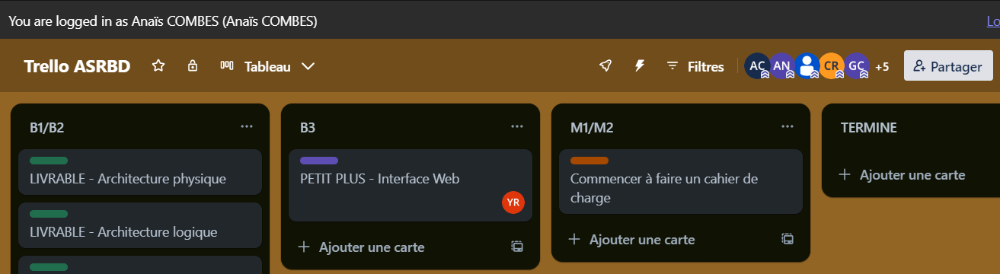 You are logged in as Anaïs COMBES (Anaïs COMBES)
Lo
Trello ASRBD
Tableau
Filtres
AC
AN
CR
GC
+5
Partager
B1/B2
LIVRABLE - Architecture physique
LIVRABLE - Architecture logique
B3
PETIT PLUS - Interface Web
YR
Ajouter une carte
M1/M2
Commencer à faire un cahier de
charge
Ajouter une carte
TERMINE
Ajouter une carte